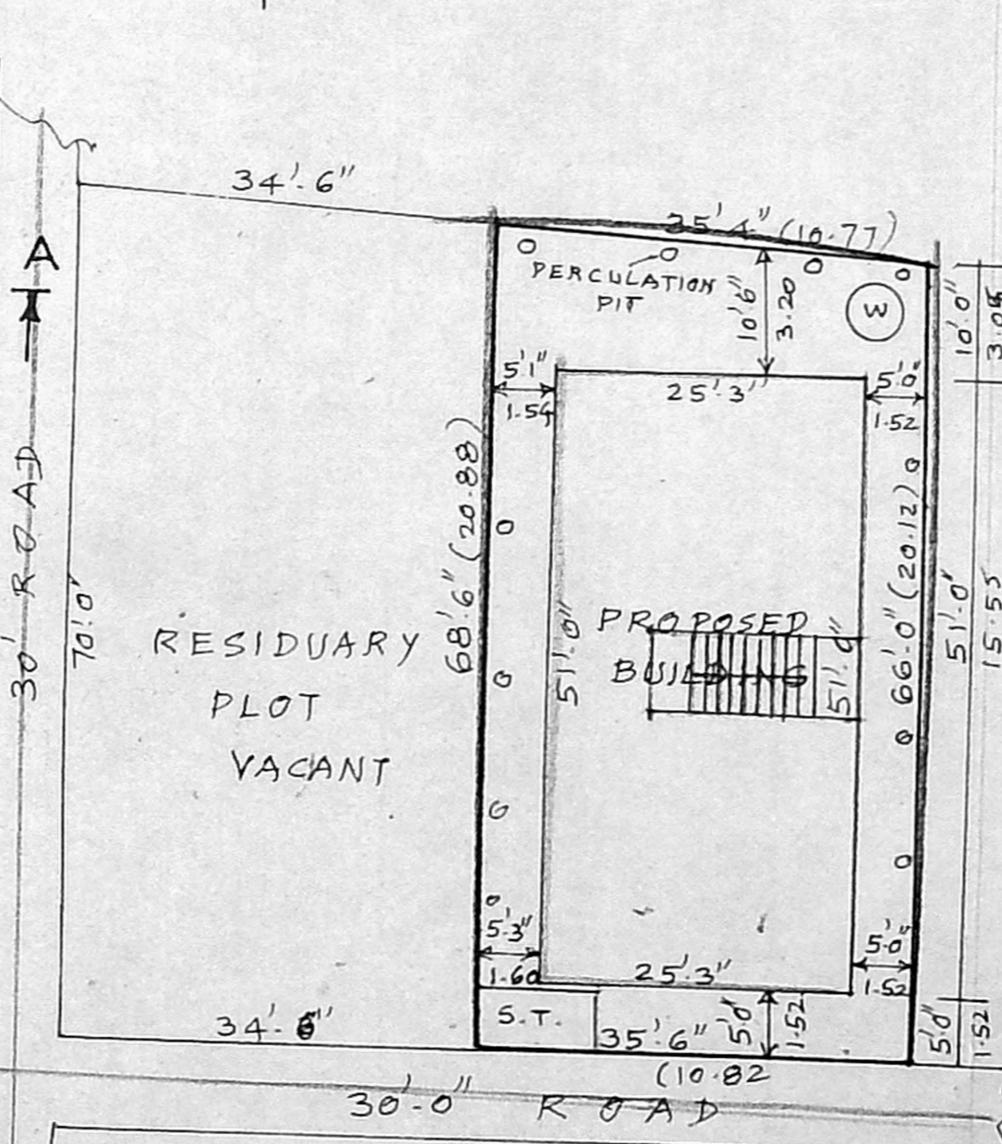 34'-6"
35'-4" (10.77)
A
PERCULATION
PIT
10'6"
3.20
3
10'0"
5'1"
1.54
25'-3"
5'0"
1.52
30' ROAD
70'0"
68'-6" (20.88)
RESIDUARY
PLOT
VACANT
51'-0"
PROPOSED
BUILDING
51'-0"
66'-0" (20.12)
51'0"
15.55
5'-3"
1.60
25'-3"
5'0"
1.52
S.T.
34'-6"
35'-6"
(10.82
5'0"
1.52
5'0"
1.52
30'-0" ROAD